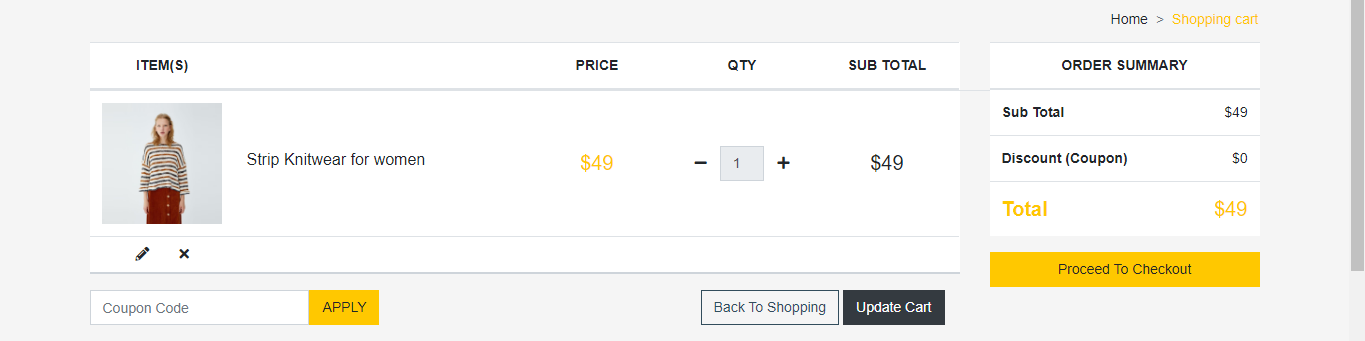 Home > Shopping cart
ITEM(S) PRICE QTY SUB TOTAL
Strip Knitwear for women $49 1 $49
Coupon Code APPLY Back To Shopping Update Cart
ORDER SUMMARY
Sub Total $49
Discount (Coupon) $0
Total $49
Proceed To Checkout